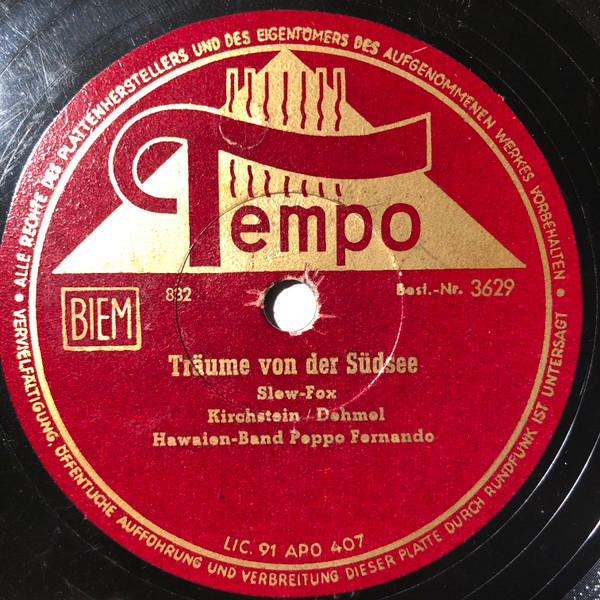 • ALLE RECHTE DES PLATTENHERSTELLERS UND DES EIGENTÜMERS DES AUFGENOMMENEN WERKES VORBEHALTEN •
Tempo
BIEM
832
Best.-Nr. 3629
Träume von der Südsee
Slow-Fox
Kirchstein / Dehmel
Hawaien-Band Peppo Fernando
LIC. 91 APO 407
VERVIELFÄLTIGUNG, ÖFFENTLICHE AUFFÜHRUNG UND VERBREITUNG DIESER PLATTE DURCH RUNDFUNK IST UNTERSAGT